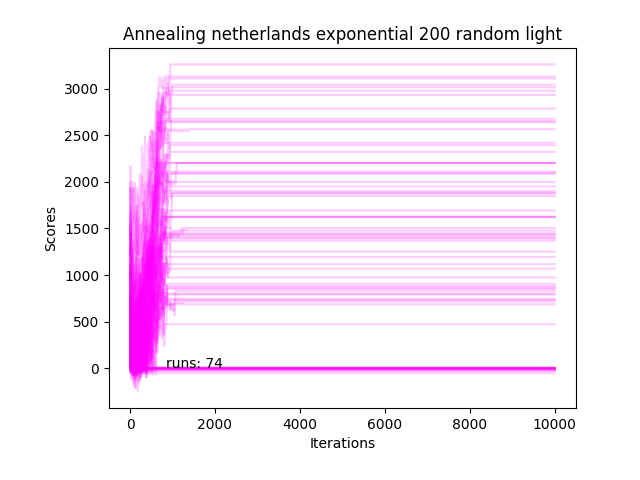 Annealing netherlands exponential 200 random light
3000
2500
2000
1500
1000
500
0
Scores
runs: 74
0 2000 4000 6000 8000 10000
Iterations